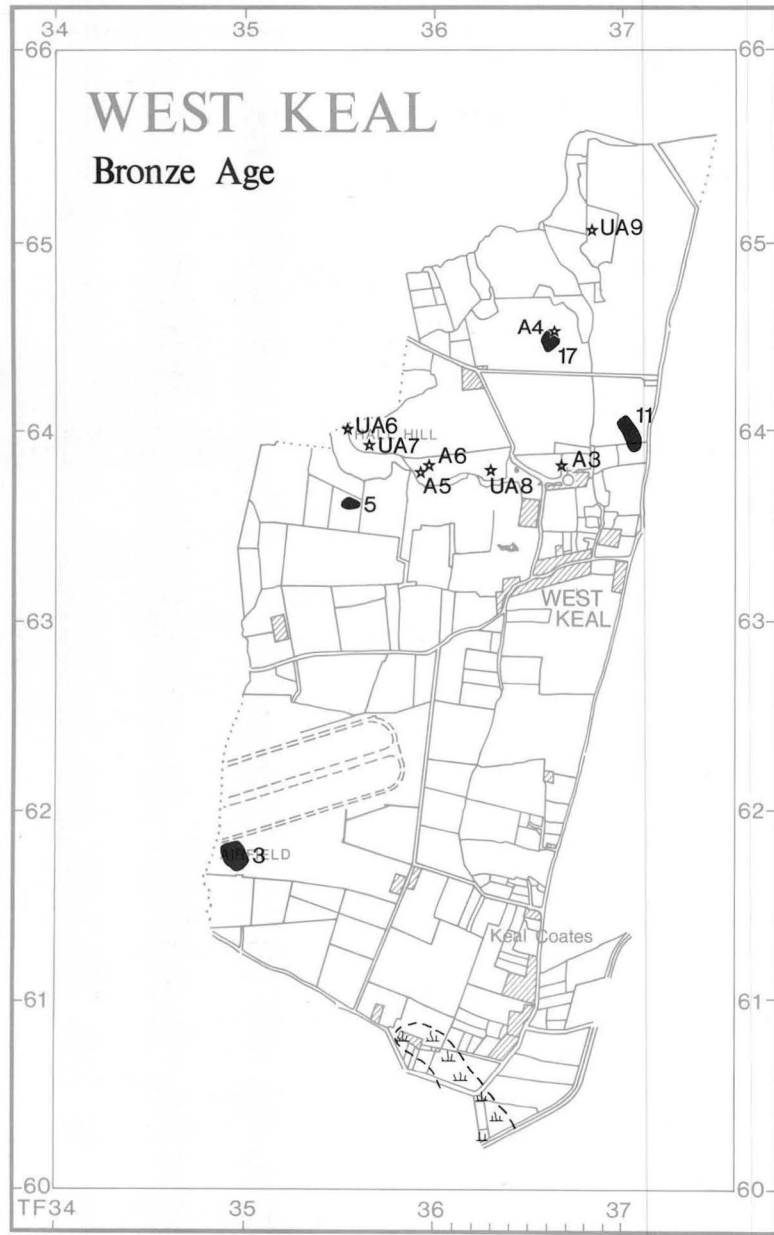 34 35 36 37
66 66
WEST KEAL
Bronze Age
65 65
UA9
A4
17
11
64 64
UA6
HALL HILL
UA7
A6 A3
A5 UA8
5
63 63
WEST
KEAL
62 62
AIRFIELD 3
Keal Coates
61 61
60 60
TF34 35 36 37